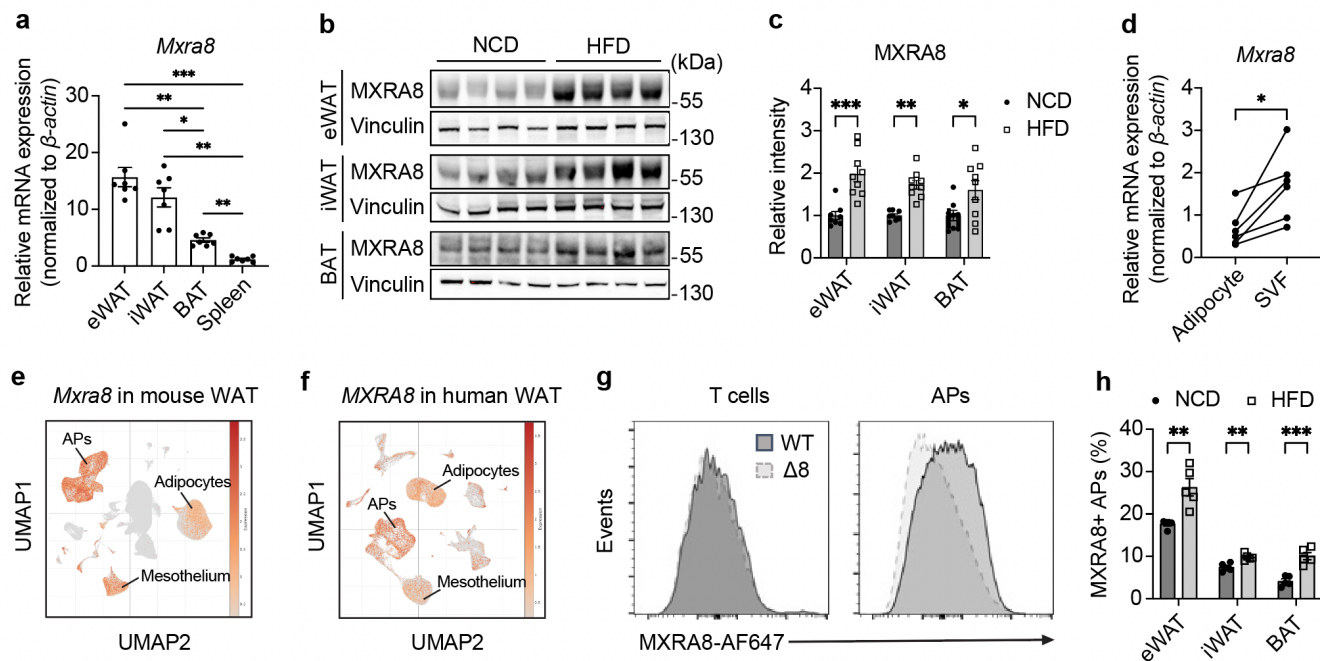 a
Mxra8
Relative mRNA expression
(normalized to β-actin)
30
20
10
0
***
**
*
**
**
eWAT
iWAT
BAT
Spleen
b
NCD
HFD
(kDa)
eWAT
MXRA8
-55
Vinculin
-130
iWAT
MXRA8
-55
Vinculin
-130
BAT
MXRA8
-55
Vinculin
-130
c
MXRA8
Relative intensity
4
3
2
1
0
***
**
*
NCD
HFD
eWAT
iWAT
BAT
d
Mxra8
Relative mRNA expression
(normalized to β-actin)
4
3
2
1
0
*
Adipocyte
SVF
e
Mxra8 in mouse WAT
APs
Adipocytes
Mesothelium
Expression
UMAP1
UMAP2
f
MXRA8 in human WAT
Adipocytes
APs
Mesothelium
Expression
UMAP1
UMAP2
g
T cells
APs
WT
Δ8
Events
MXRA8-AF647
h
NCD
HFD
MXRA8+ APs (%)
40
30
20
10
0
**
**
***
eWAT
iWAT
BAT